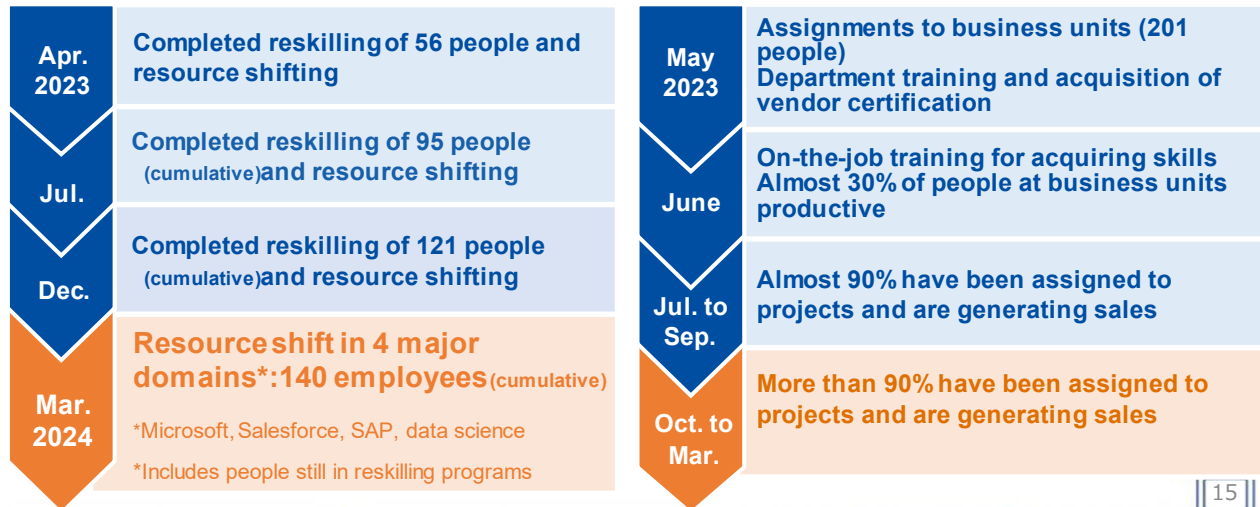 Apr.
2023
Completed reskilling of 56 people and
resource shifting
Jul.
Completed reskilling of 95 people
(cumulative)and resource shifting
Dec.
Completed reskilling of 121 people
(cumulative)and resource shifting
Mar.
2024
Resource shift in 4 major
domains*:140 employees(cumulative)
*Microsoft, Salesforce, SAP, data science
*Includes people still in reskilling programs
May
2023
Assignments to business units (201
people)
Department training and acquisition of
vendor certification
June
On-the-job training for acquiring skills
Almost 30% of people at business units
productive
Jul. to
Sep.
Almost 90% have been assigned to
projects and are generating sales
Oct. to
Mar.
More than 90% have been assigned to
projects and are generating sales
15